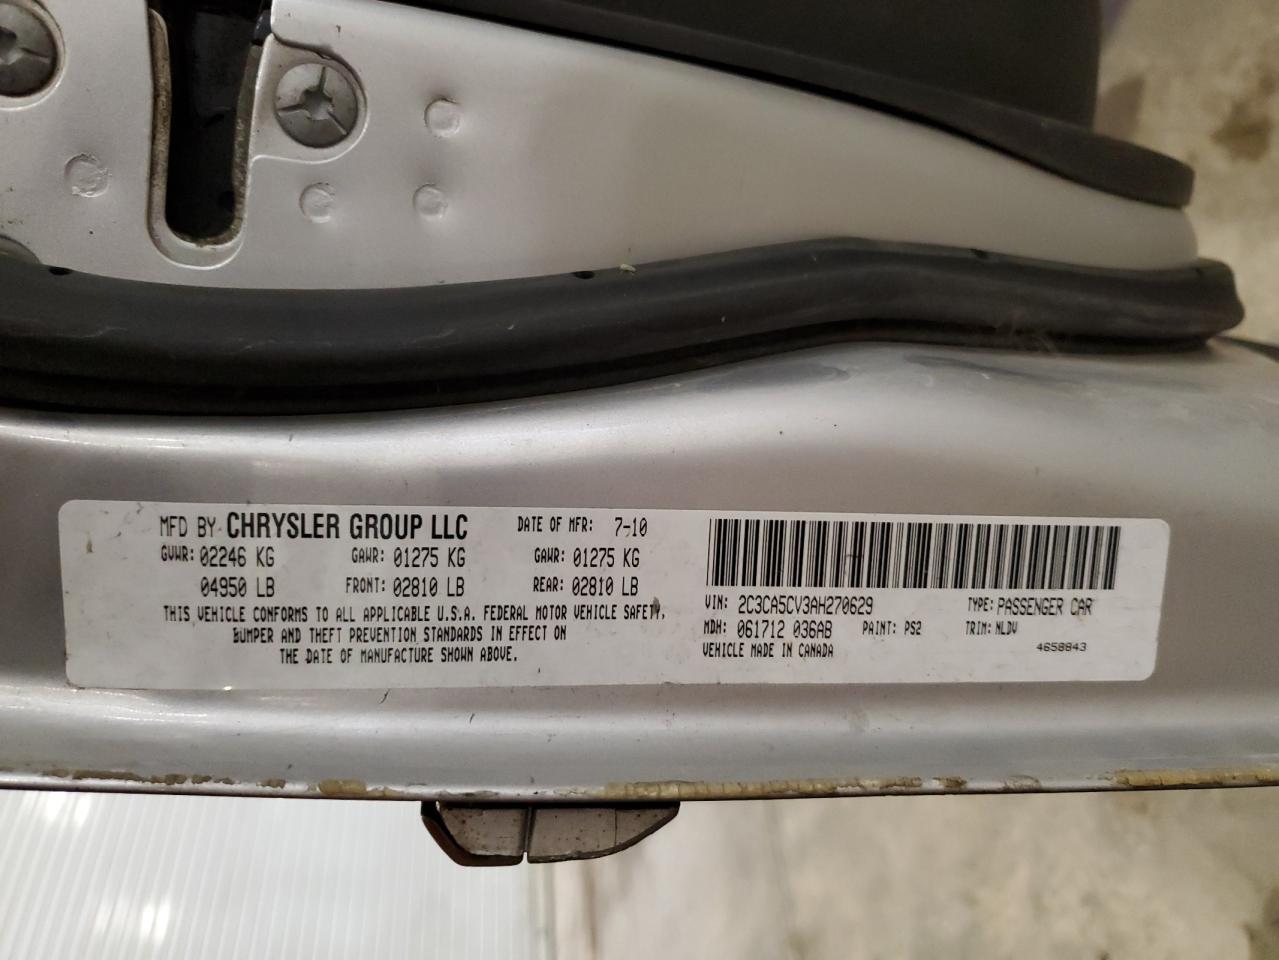 MFD BY CHRYSLER GROUP LLC DATE OF MFR: 7-10
GVWR: 02246 KG GAWR: 01275 KG GAWR: 01275 KG
04950 LB FRONT: 02810 LB REAR: 02810 LB
THIS VEHICLE CONFORMS TO ALL APPLICABLE U.S.A. FEDERAL MOTOR VEHICLE SAFETY,
BUMPER AND THEFT PREVENTION STANDARDS IN EFFECT ON
THE DATE OF MANUFACTURE SHOWN ABOVE.
VIN: 2C3CA5CV3AH270629 TYPE: PASSENGER CAR
MDH: 061712 036AB PAINT: PS2 TRIM: NLDV
VEHICLE MADE IN CANADA 4658843